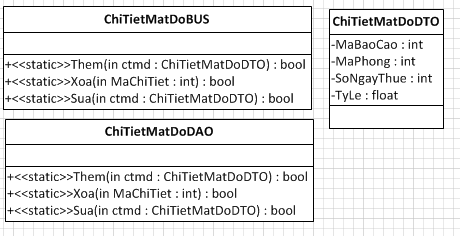 ChiTietMatDoBUS
+<<static>>Them(in ctmd : ChiTietMatDoDTO) : bool
+<<static>>Xoa(in MaChiTiet : int) : bool
+<<static>>Sua(in ctmd : ChiTietMatDoDTO) : bool
ChiTietMatDoDTO
-MaBaoCao : int
-MaPhong : int
-SoNgayThue : int
-TyLe : float
ChiTietMatDoDAO
+<<static>>Them(in ctmd : ChiTietMatDoDTO) : bool
+<<static>>Xoa(in MaChiTiet : int) : bool
+<<static>>Sua(in ctmd : ChiTietMatDoDTO) : bool